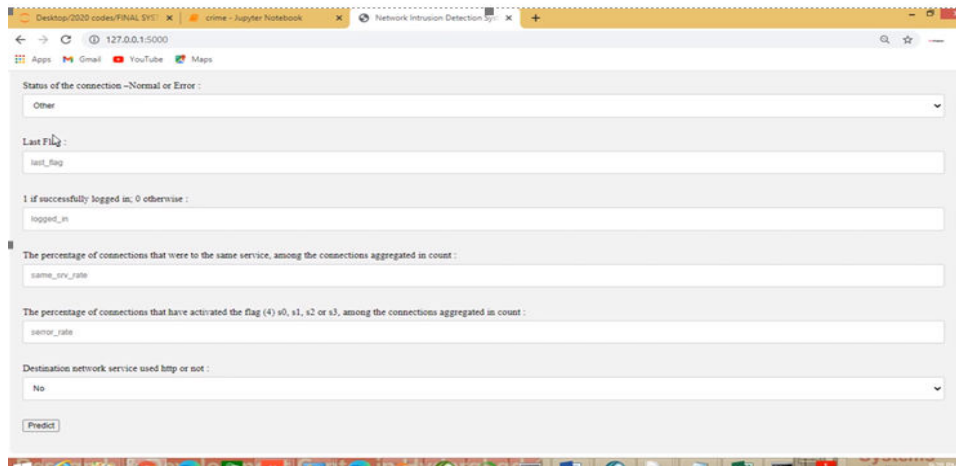 Desktop/2020 codes/FINAL SYST
crime - Jupyter Notebook
Network Intrusion Detection Sys
127.0.0.1:5000
Apps
Gmail
YouTube
Maps
Status of the connection –Normal or Error :
Other
Last Flag :
last_flag
1 if successfully logged in; 0 otherwise :
logged_in
The percentage of connections that were to the same service, among the connections aggregated in count :
same_srv_rate
The percentage of connections that have activated the flag (4) s0, s1, s2 or s3, among the connections aggregated in count :
serror_rate
Destination network service used http or not :
No
Predict
Systems